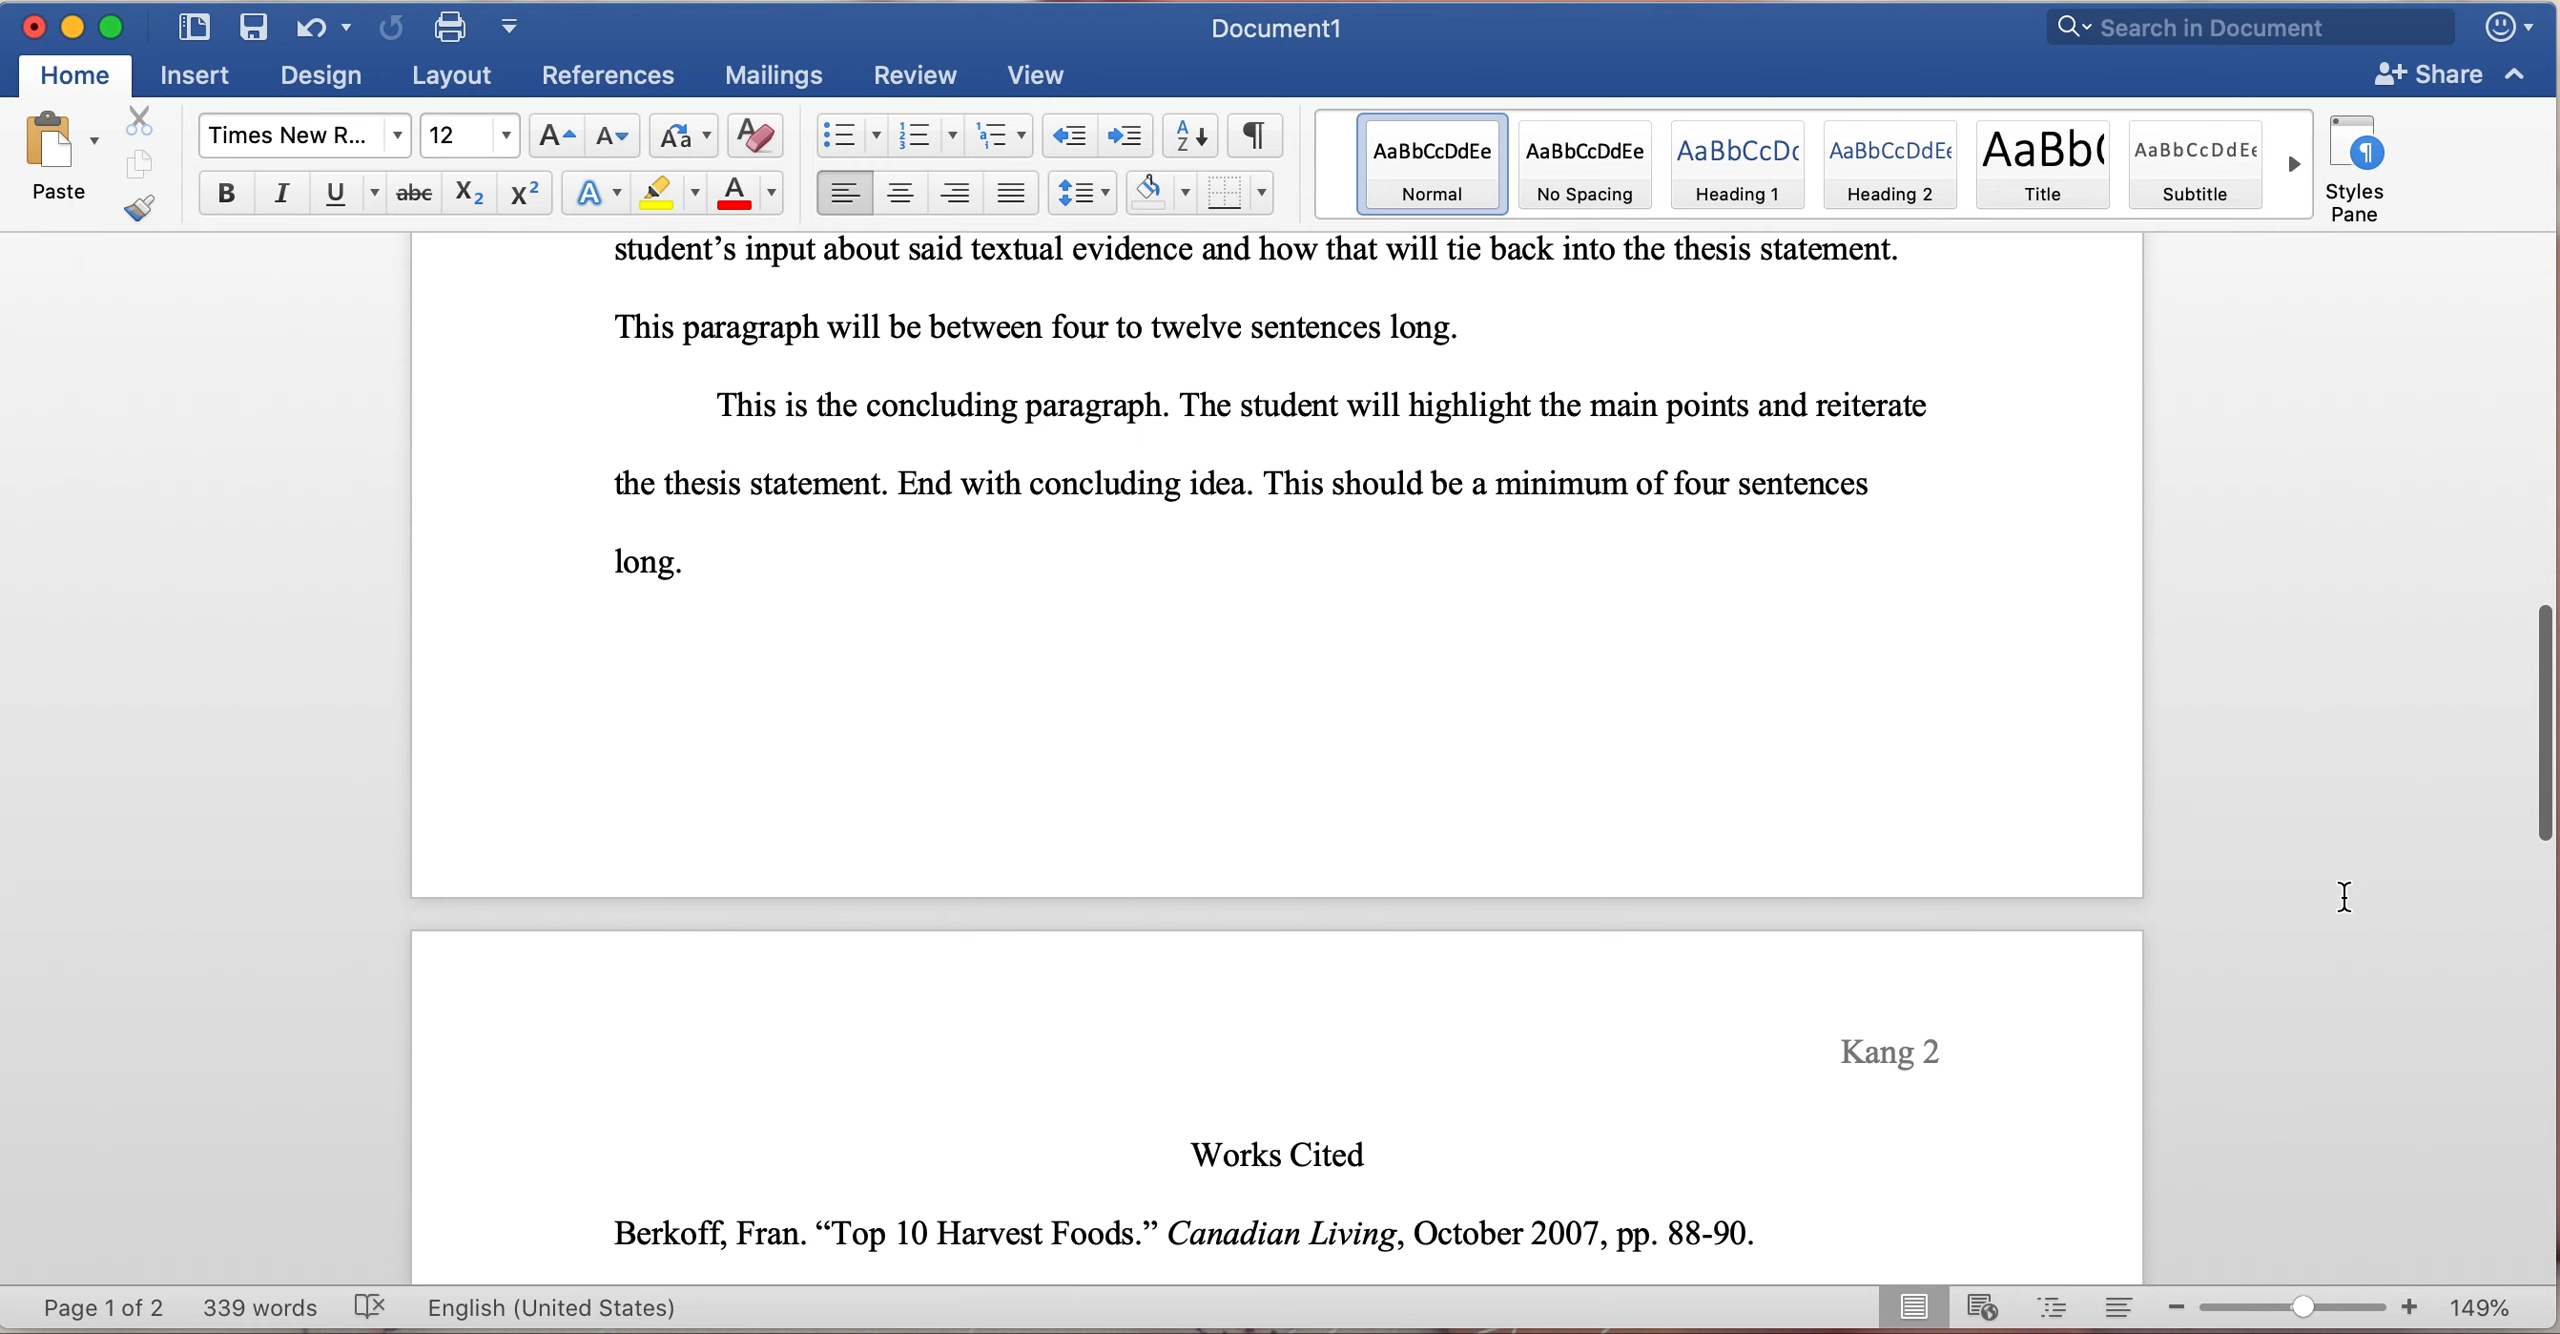 Document1
Search in Document
Home Insert Design Layout References Mailings Review View Share
Paste
Times New R... 12
AaBbCcDdEe AaBbCcDdEe AaBbCcDc AaBbCcDdEe AaBb( AaBbCcDdEe
Normal No Spacing Heading 1 Heading 2 Title Subtitle
Styles
Pane
student’s input about said textual evidence and how that will tie back into the thesis statement.
This paragraph will be between four to twelve sentences long.
This is the concluding paragraph. The student will highlight the main points and reiterate
the thesis statement. End with concluding idea. This should be a minimum of four sentences
long.
Kang 2
Works Cited
Berkoff, Fran. “Top 10 Harvest Foods.” Canadian Living, October 2007, pp. 88-90.
Page 1 of 2 339 words English (United States) 149%